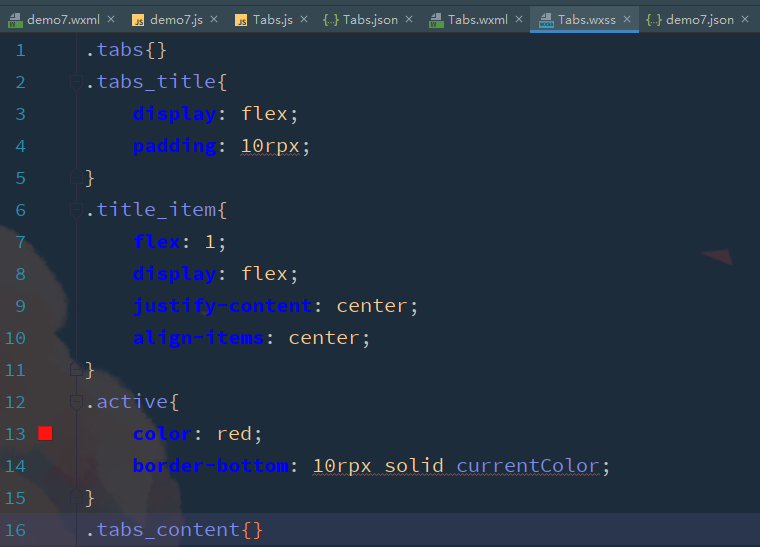 demo7.wxml × demo7.js × Tabs.js × Tabs.json × Tabs.wxml × Tabs.wxss × demo7.json ×
1 .tabs{}
2 .tabs_title{
3 display: flex;
4 padding: 10rpx;
5 }
6 .title_item{
7 flex: 1;
8 display: flex;
9 justify-content: center;
10 align-items: center;
11 }
12 .active{
13 color: red;
14 border-bottom: 10rpx solid currentColor;
15 }
16 .tabs_content{}